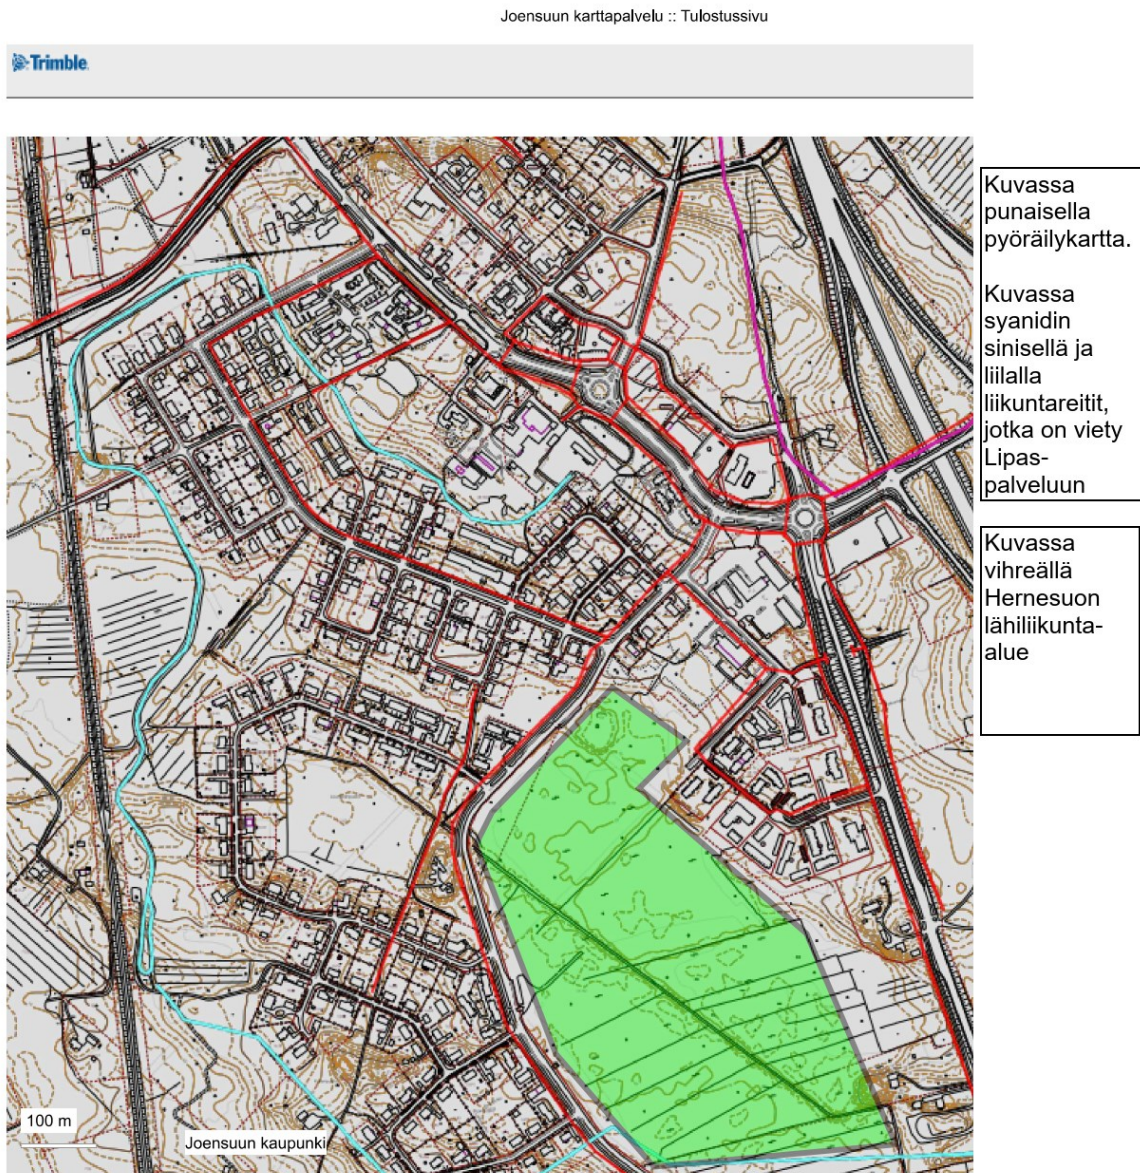 Joensuun karttapalvelu :: Tulostussivu
Trimble.
Kuvassa
punaisella
pyöräilykartta.
Kuvassa
syanidin
sinisellä ja
liilalla
liikuntareitit,
jotka on viety
Lipas-
palveluun
Kuvassa
vihreällä
Hernesuon
lähiliikunta-
alue
100 m
Joensuun kaupunki